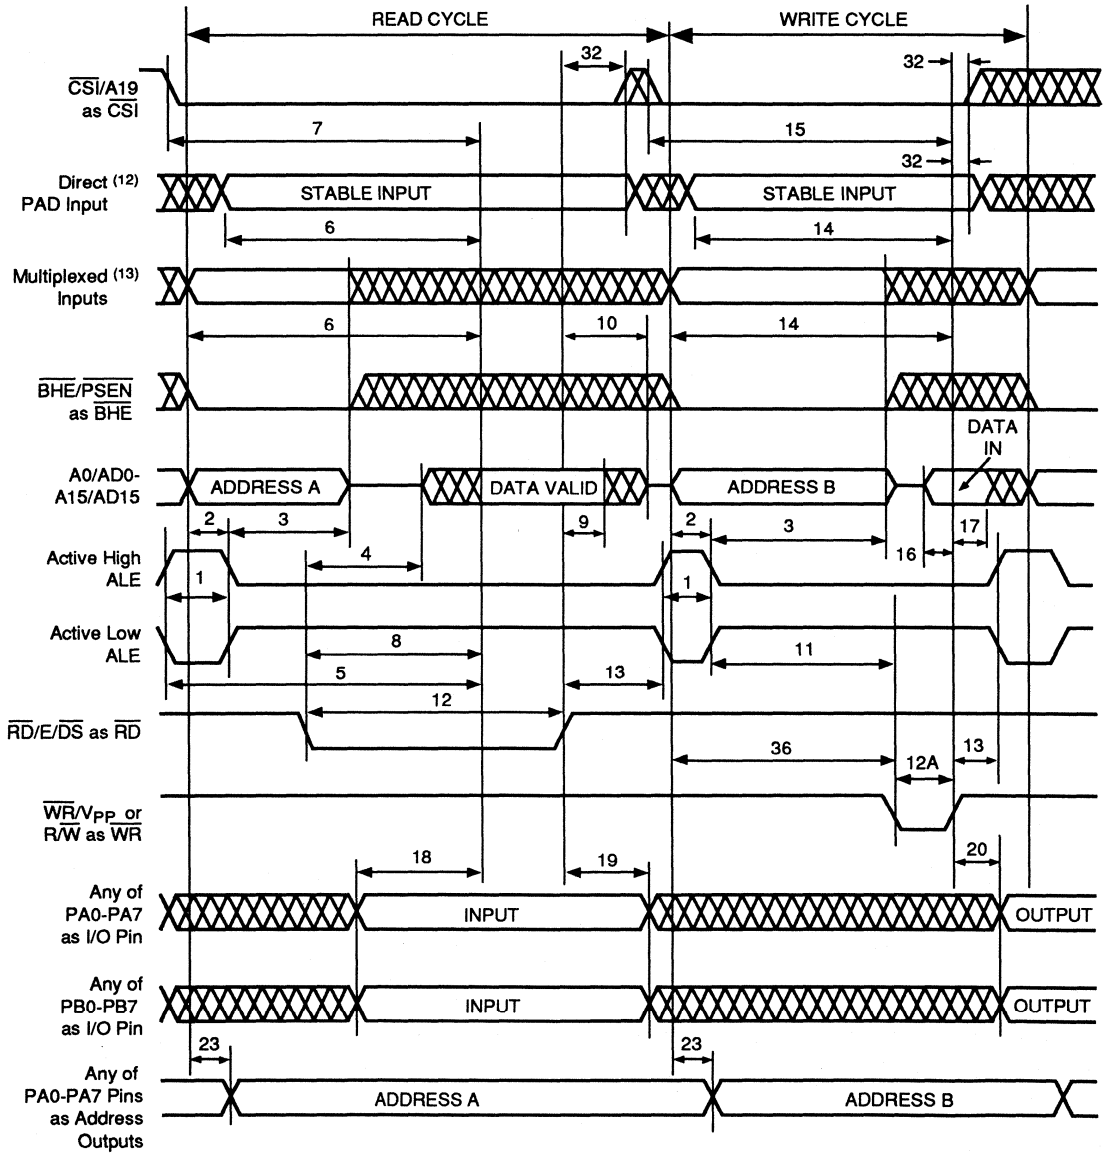 READ CYCLE
WRITE CYCLE
32
32
CSI/A19
as CSI
7
15
32
Direct (12)
PAD Input
STABLE INPUT
STABLE INPUT
6
14
Multiplexed (13)
Inputs
6
10
14
BHE/PSEN
as BHE
DATA
IN
A0/AD0-
A15/AD15
ADDRESS A
DATA VALID
ADDRESS B
2
3
9
2
3
17
16
Active High
ALE
4
1
1
Active Low
ALE
8
11
5
13
12
RD/E/DS as RD
36
12A
13
WR/VPP or
R/W as WR
18
19
20
Any of
PA0-PA7
as I/O Pin
INPUT
OUTPUT
Any of
PB0-PB7
as I/O Pin
INPUT
OUTPUT
23
23
Any of
PA0-PA7 Pins
as Address
Outputs
ADDRESS A
ADDRESS B